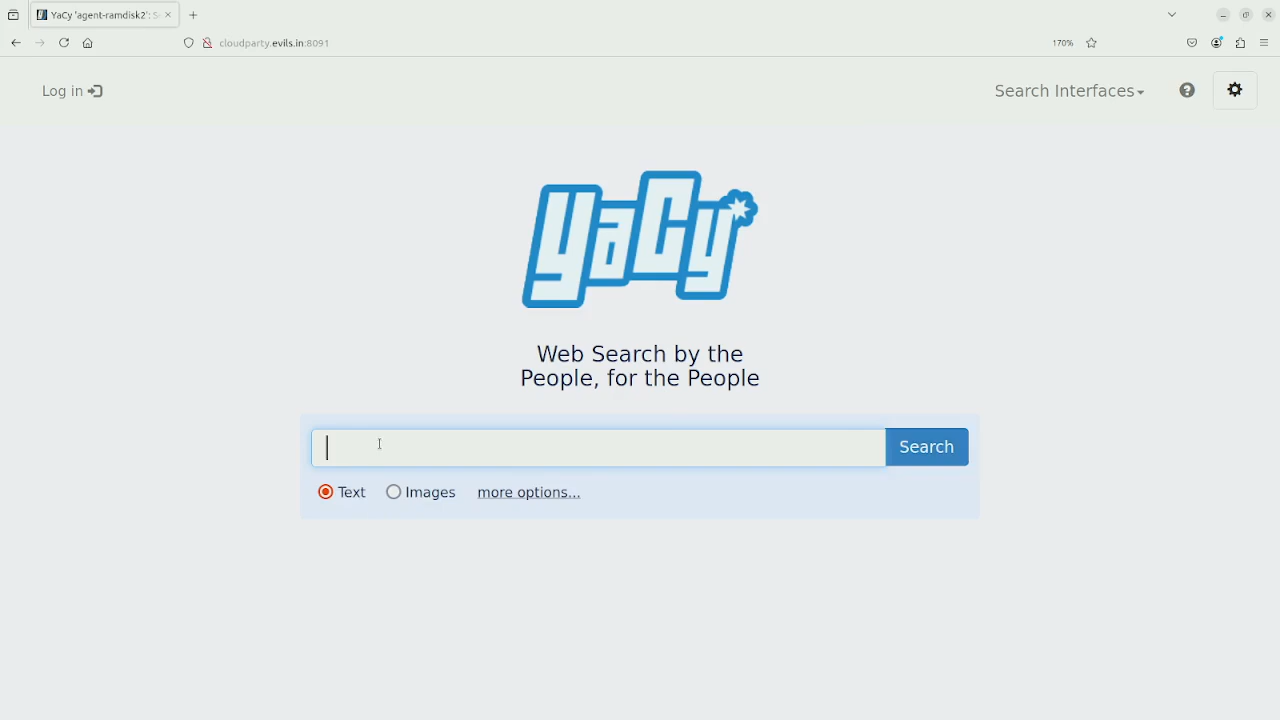 YaCy 'agent-ramdisk2': S
cloudparty.evils.in:8091
170%
Log in
Search Interfaces
YaCy
Web Search by the
People, for the People
Search
Text
Images
more options...